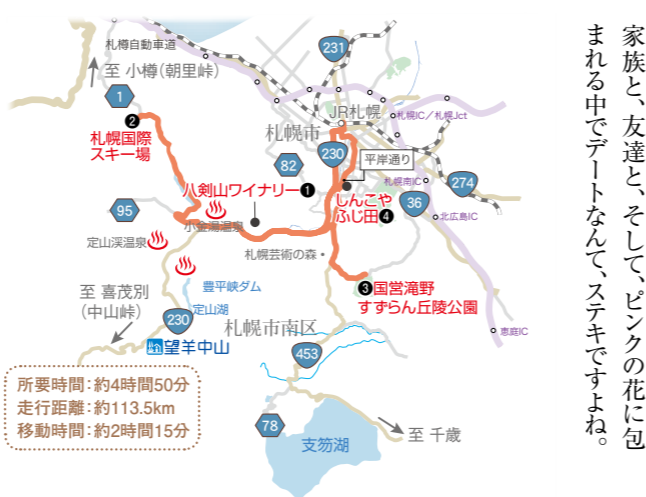 家族と、友達と、そして、ピンクの花に包
まれる中でデートなんて、ステキですよね。
札樽自動車道
至 小樽(朝里峠)
231
1
JR札幌
札幌IC／札幌Jct
❷
札幌国際
スキー場
札幌市
230
平岸通り
82
274
札幌南IC
八剣山ワイナリー❶
しんこや
ふじ田❹
36
95
北広島IC
小金湯温泉
定山渓温泉
札幌芸術の森
❸国営滝野
すずらん丘陵公園
豊平峡ダム
至 喜茂別
(中山峠)
定山湖
230
札幌市南区
恵庭IC
望羊中山
453
所要時間：約4時間50分
走行距離：約113.5km
移動時間：約2時間15分
78
至 千歳
支笏湖